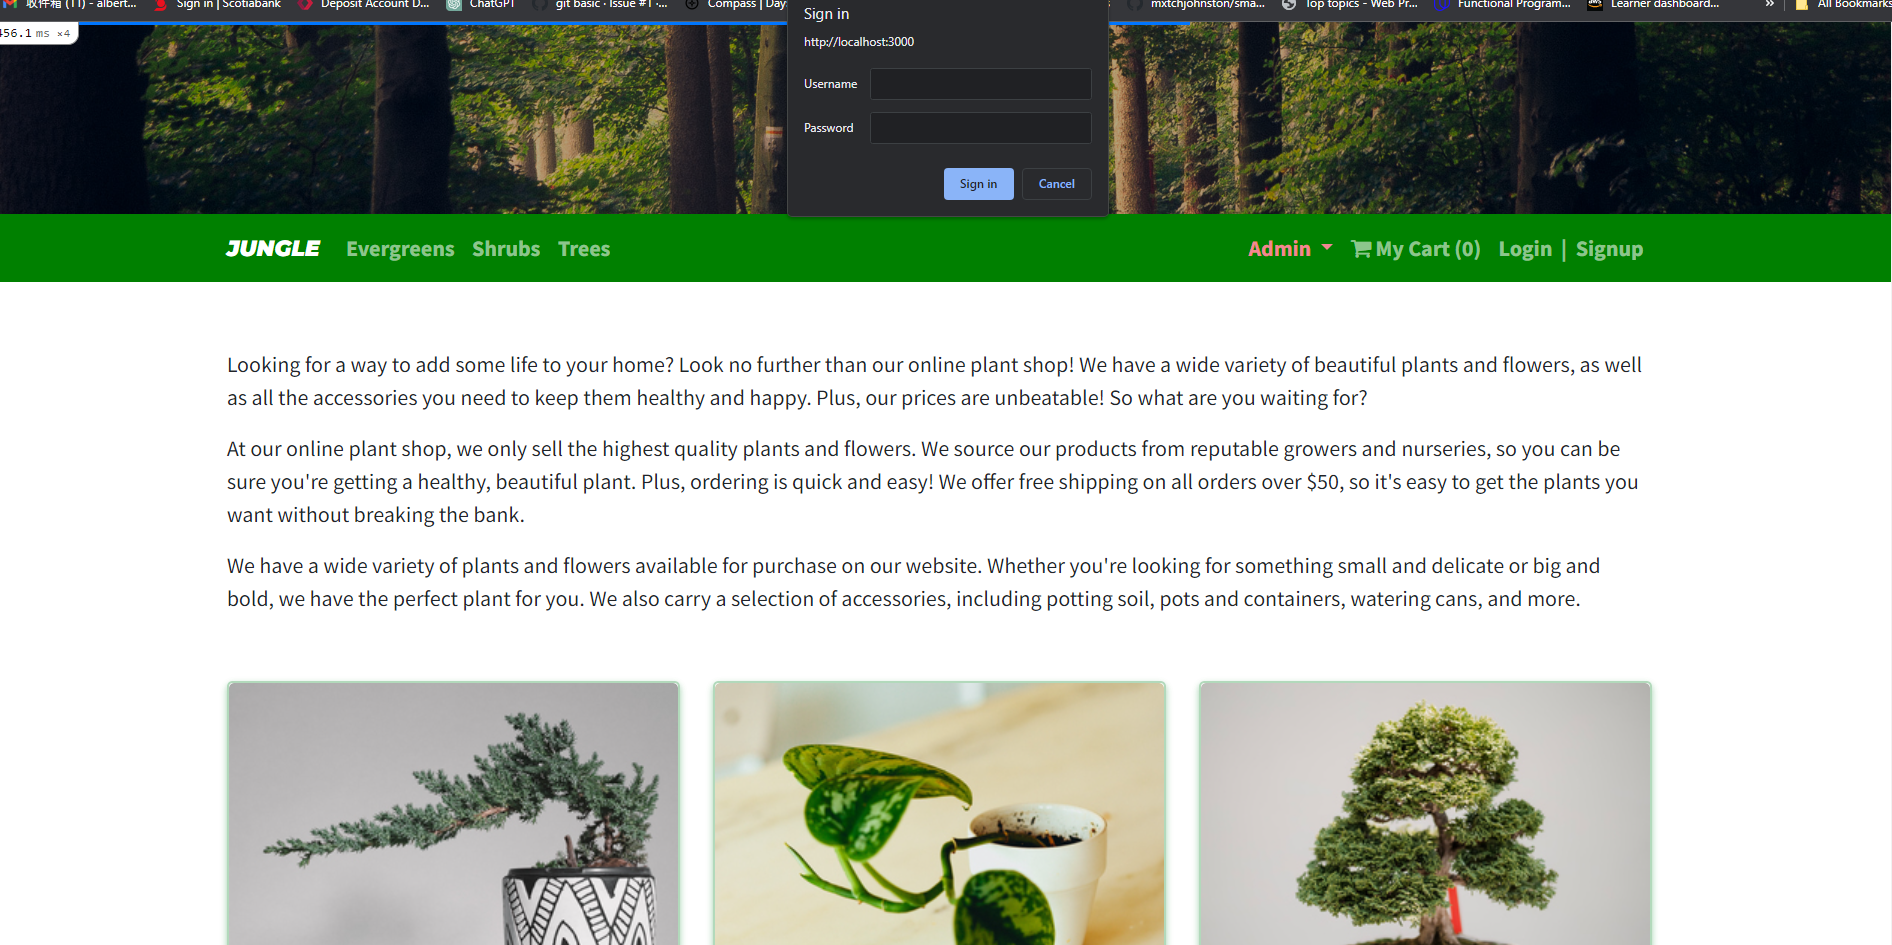 收件箱 (11) - albert...
Sign in | Scotiabank
Deposit Account D...
ChatGPT
git basic · Issue #1 ·...
Compass | Day
mxtchjohnston/sma...
Top topics - Web Pr...
Functional Program...
Learner dashboard...
»
All Bookmarks
456.1 ms ×4
Sign in
http://localhost:3000
Username
Password
Sign in
Cancel
JUNGLE Evergreens Shrubs Trees Admin My Cart (0) Login | Signup
Looking for a way to add some life to your home? Look no further than our online plant shop! We have a wide variety of beautiful plants and flowers, as well
as all the accessories you need to keep them healthy and happy. Plus, our prices are unbeatable! So what are you waiting for?
At our online plant shop, we only sell the highest quality plants and flowers. We source our products from reputable growers and nurseries, so you can be
sure you're getting a healthy, beautiful plant. Plus, ordering is quick and easy! We offer free shipping on all orders over $50, so it's easy to get the plants you
want without breaking the bank.
We have a wide variety of plants and flowers available for purchase on our website. Whether you're looking for something small and delicate or big and
bold, we have the perfect plant for you. We also carry a selection of accessories, including potting soil, pots and containers, watering cans, and more.